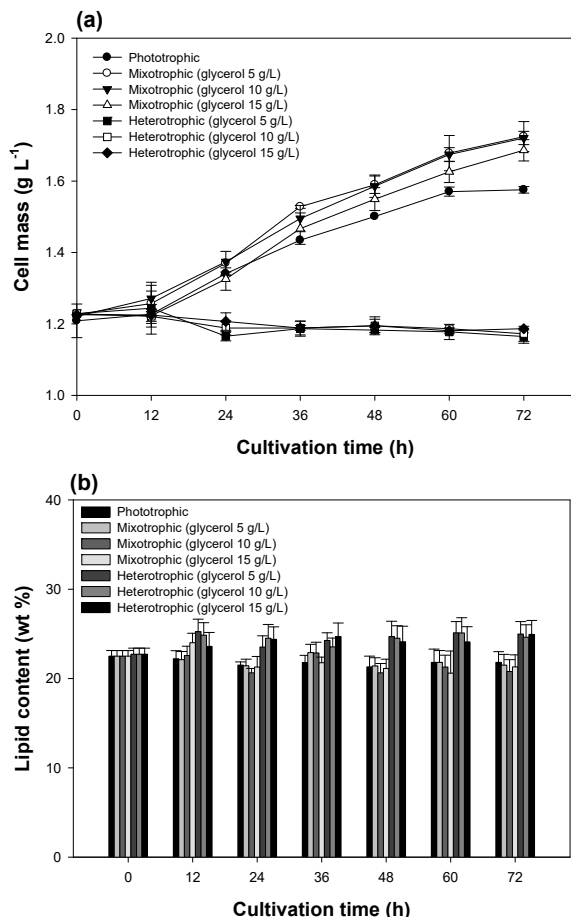 (a)
2.0
1.8
1.6
1.4
1.2
1.0
Cell mass (g L-1)
Phototrophic
Mixotrophic (glycerol 5 g/L)
Mixotrophic (glycerol 10 g/L)
Mixotrophic (glycerol 15 g/L)
Heterotrophic (glycerol 5 g/L)
Heterotrophic (glycerol 10 g/L)
Heterotrophic (glycerol 15 g/L)
0 12 24 36 48 60 72
Cultivation time (h)
(b)
40
30
20
10
0
Lipid content (wt %)
Phototrophic
Mixotrophic (glycerol 5 g/L)
Mixotrophic (glycerol 10 g/L)
Mixotrophic (glycerol 15 g/L)
Heterotrophic (glycerol 5 g/L)
Heterotrophic (glycerol 10 g/L)
Heterotrophic (glycerol 15 g/L)
0 12 24 36 48 60 72
Cultivation time (h)